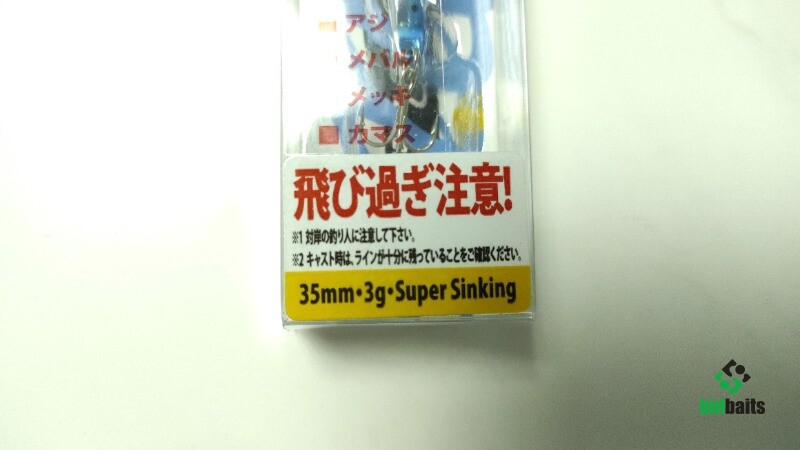 アジ
メバル
メッキ
カマス
飛び過ぎ注意!
※1 対岸の釣り人に注意して下さい。
※2 キャスト時は、ラインが十分に残っていることをご確認ください。
35mm・3g・Super Sinking
bidbaits